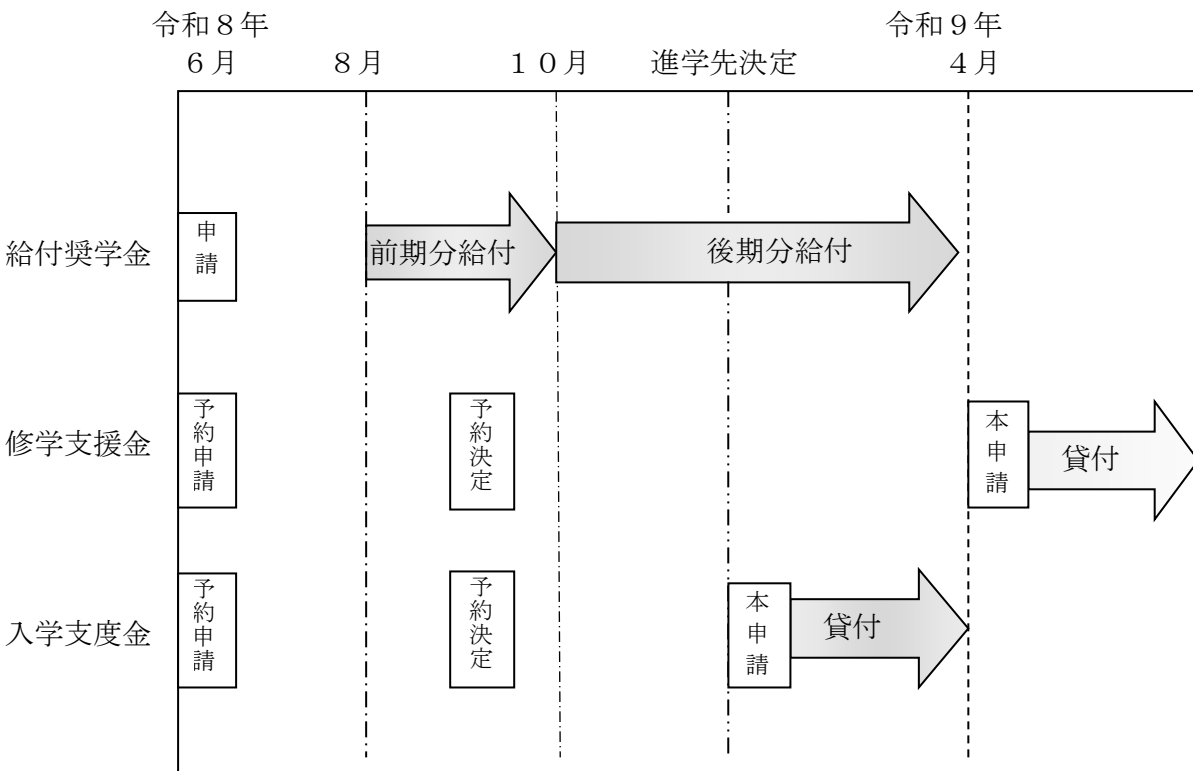 令和８年
令和９年
６月
８月
１０月
進学先決定
４月
給付奨学金
申請
前期分給付
後期分給付
修学支援金
予約申請
予約決定
本申請
貸付
入学支度金
予約申請
予約決定
本申請
貸付